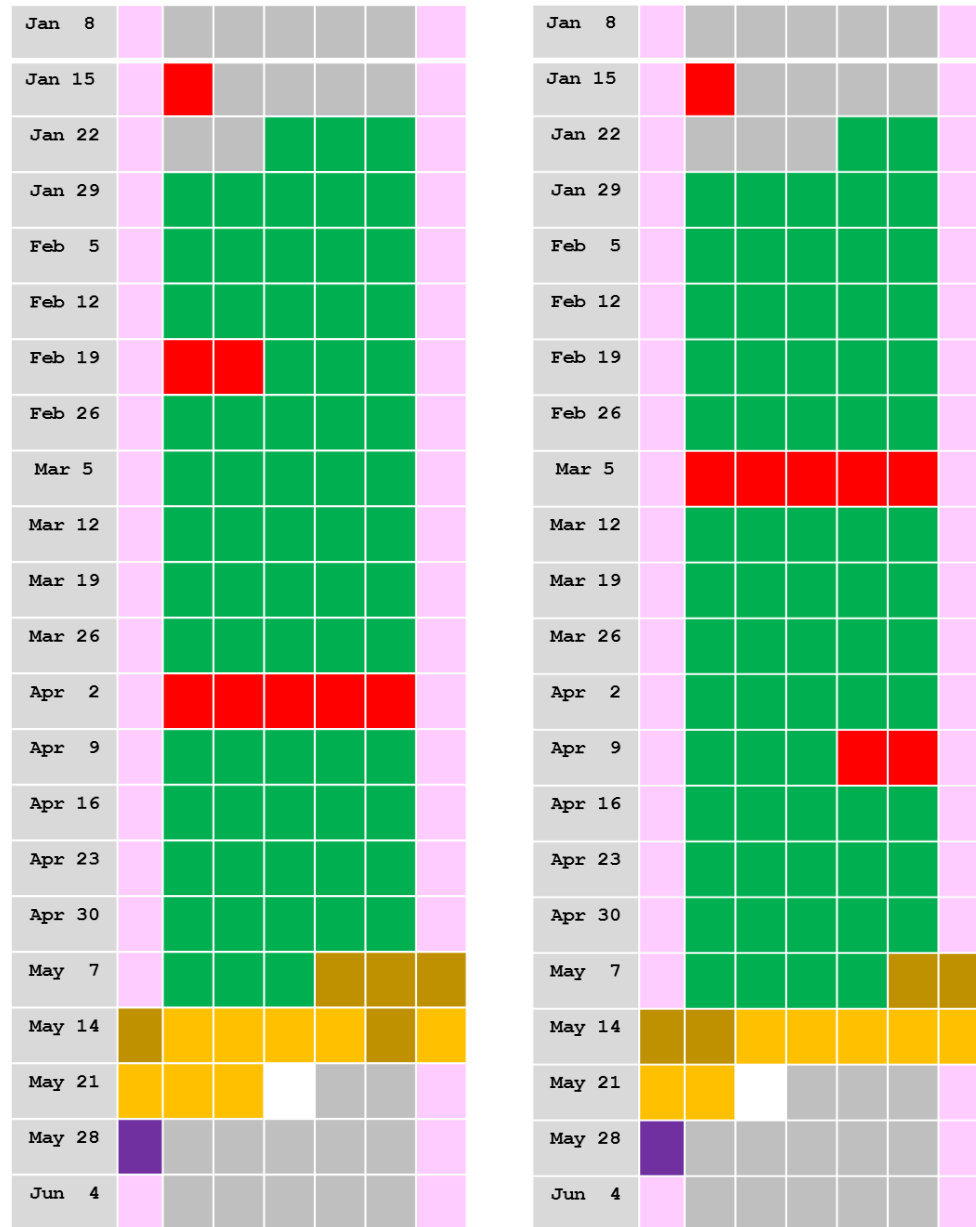 Jan 8
Jan 15
Jan 22
Jan 29
Feb 5
Feb 12
Feb 19
Feb 26
Mar 5
Mar 12
Mar 19
Mar 26
Apr 2
Apr 9
Apr 16
Apr 23
Apr 30
May 7
May 14
May 21
May 28
Jun 4
Jan 8
Jan 15
Jan 22
Jan 29
Feb 5
Feb 12
Feb 19
Feb 26
Mar 5
Mar 12
Mar 19
Mar 26
Apr 2
Apr 9
Apr 16
Apr 23
Apr 30
May 7
May 14
May 21
May 28
Jun 4